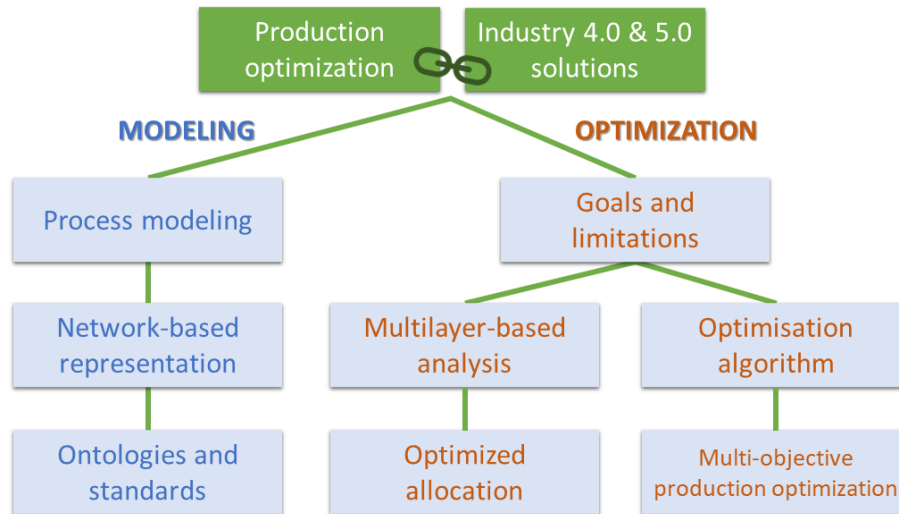 Production
optimization
Industry 4.0 & 5.0
solutions
MODELING
OPTIMIZATION
Process modeling
Goals and
limitations
Network-based
representation
Multilayer-based
analysis
Optimisation
algorithm
Ontologies and
standards
Optimized
allocation
Multi-objective
production optimization